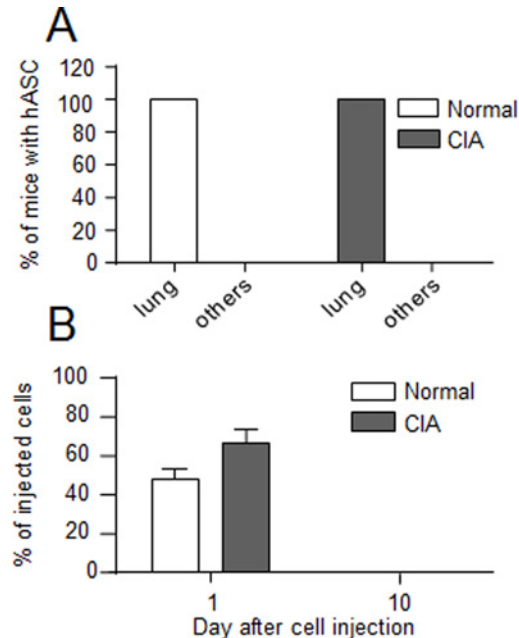 A
% of mice with hASC
120
100
80
60
40
20
0
Normal
CIA
lung
others
lung
others
B
% of injected cells
100
80
60
40
20
0
Normal
CIA
1
10
Day after cell injection